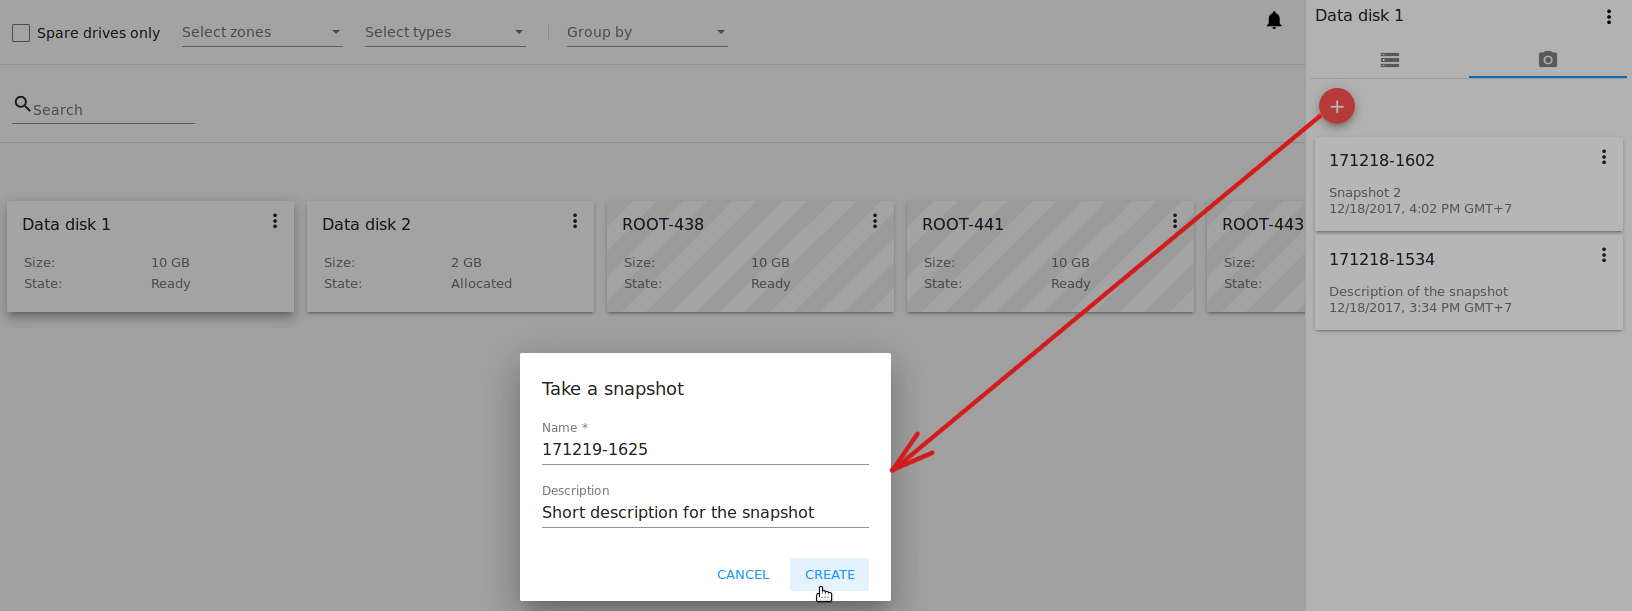 Spare drives only
Select zones
Select types
Group by
Search
Data disk 1
Size: 10 GB
State: Ready
Data disk 2
Size: 2 GB
State: Allocated
ROOT-438
Size: 10 GB
State: Ready
ROOT-441
Size: 10 GB
State: Ready
ROOT-443
Size:
State:
Take a snapshot
Name *
171219-1625
Description
Short description for the snapshot
CANCEL CREATE
Data disk 1
171218-1602
Snapshot 2
12/18/2017, 4:02 PM GMT+7
171218-1534
Description of the snapshot
12/18/2017, 3:34 PM GMT+7